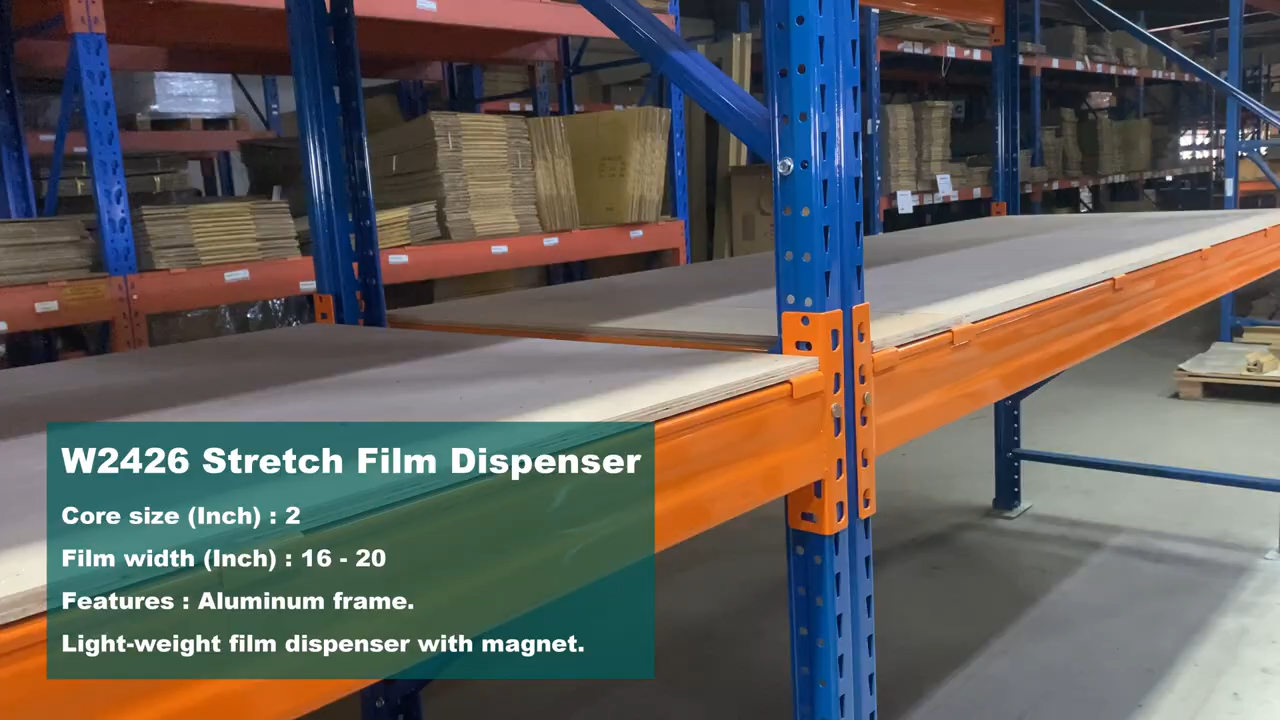 W2426 Stretch Film Dispenser
Core size (Inch) : 2
Film width (Inch) : 16 - 20
Features : Aluminum frame.
Light-weight film dispenser with magnet.